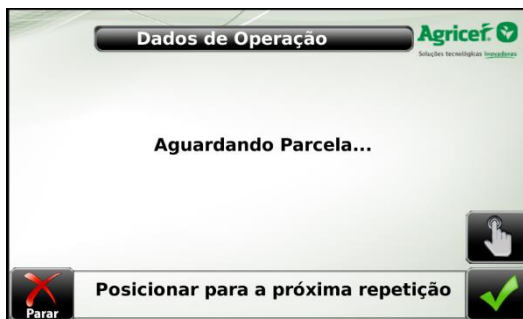 Dados de Operação
Agricef
Soluções tecnológicas inovadoras
Aguardando Parcela...
Posicionar para a próxima repetição
Parar